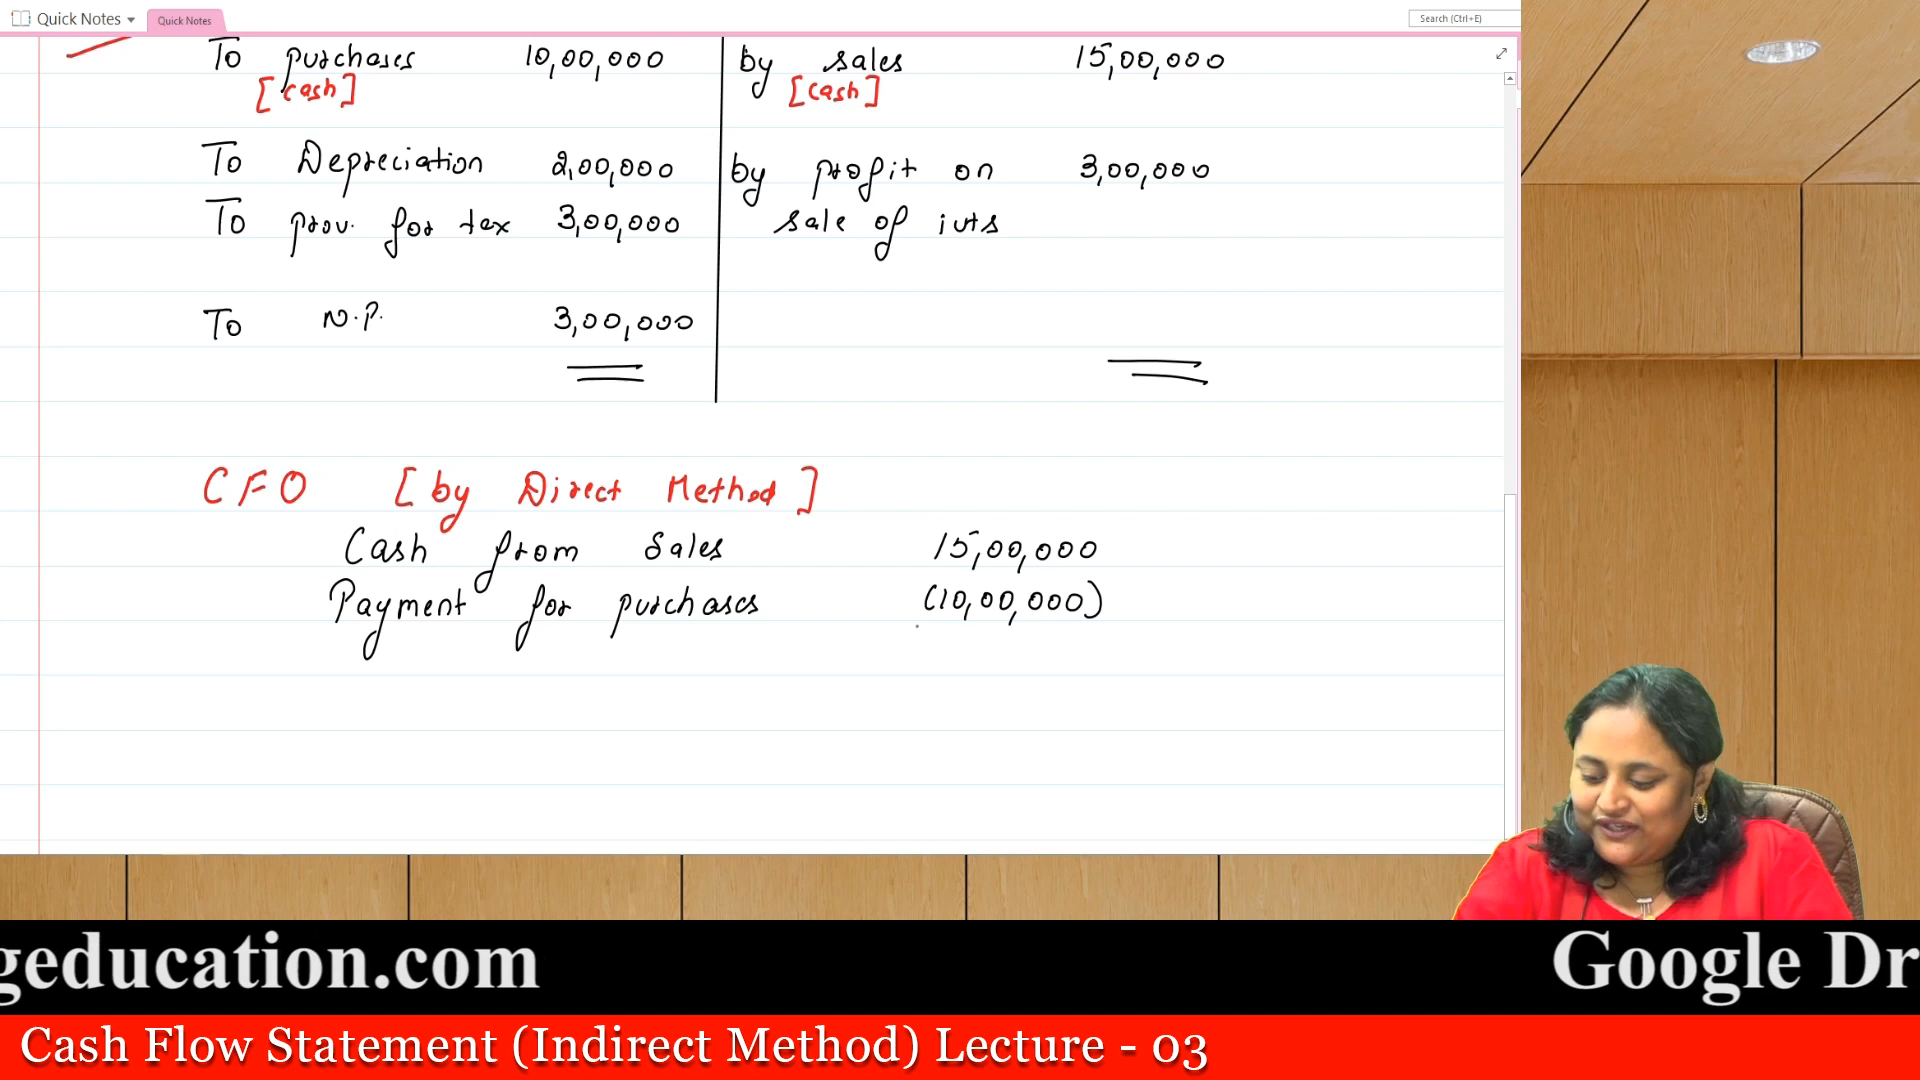 Quick Notes
Quick Notes
Search (Ctrl+E)
To purchases 10,00,000 by sales 15,00,000
[cash] [cash]
To Depreciation 2,00,000 by profit on 3,00,000
To prov. for tax 3,00,000 sale of ivts
To N.P. 3,00,000
CFO [by Direct Method]
Cash from Sales 15,00,000
Payment for purchases (10,00,000)
geducation.com Google Dr
Cash Flow Statement (Indirect Method) Lecture - 03